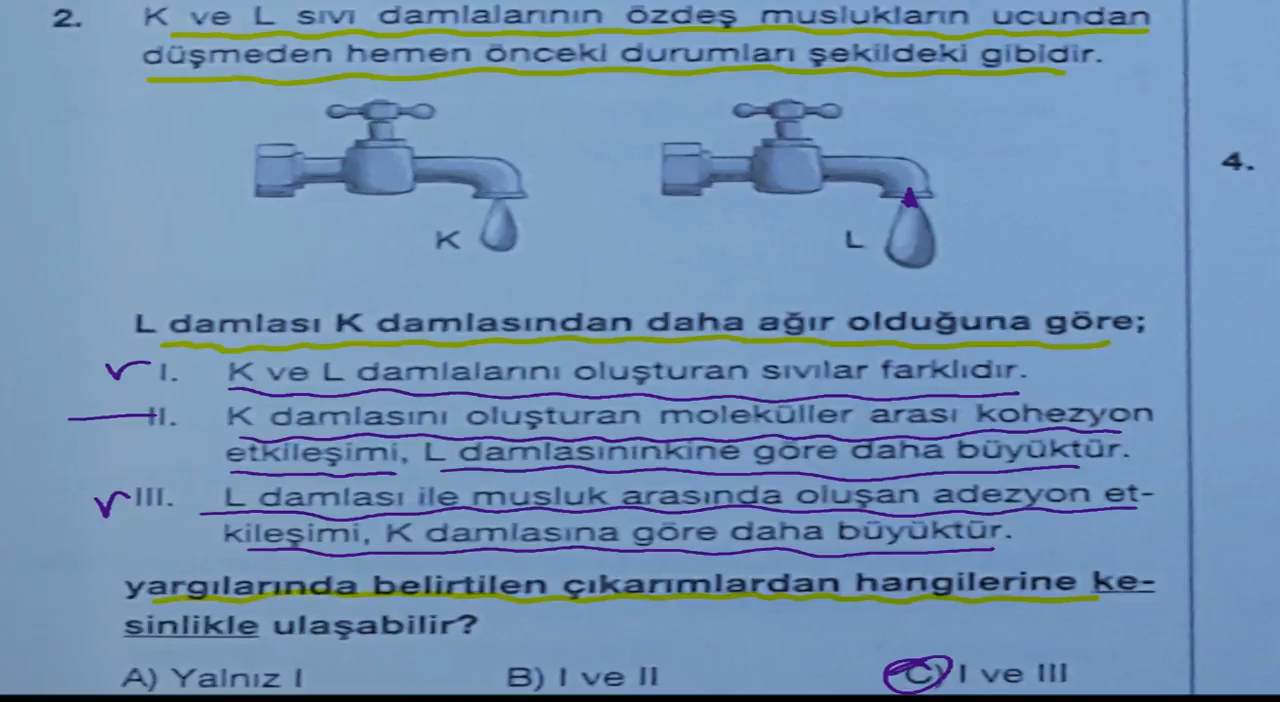 2. K ve L sıvı damlalarının özdeş muslukların ucundan
düşmeden hemen önceki durumları şekildeki gibidir.
4.
K
L
L damlası K damlasından daha ağır olduğuna göre;
I. K ve L damlalarını oluşturan sıvılar farklıdır.
II. K damlasını oluşturan moleküller arası kohezyon
etkileşimi, L damlasınınkine göre daha büyüktür.
III. L damlası ile musluk arasında oluşan adezyon et-
kileşimi, K damlasına göre daha büyüktür.
yargılarında belirtilen çıkarımlardan hangilerine ke-
sinlikle ulaşabilir?
A) Yalnız I B) I ve II C) I ve III